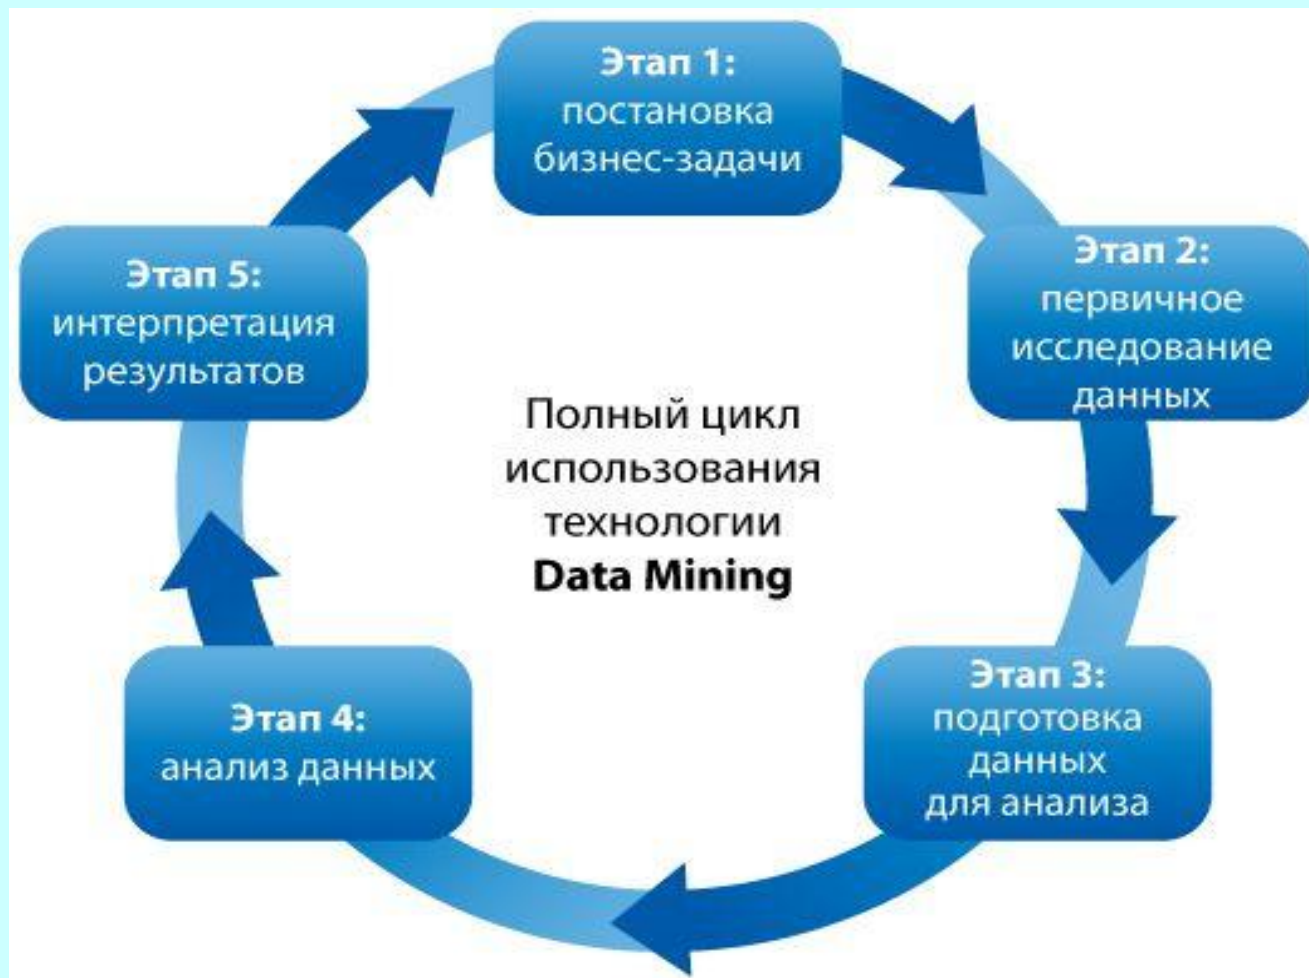 Этап 1:
постановка
бизнес-задачи
Этап 2:
первичное
исследование
данных
Этап 3:
подготовка
данных
для анализа
Этап 4:
анализ данных
Этап 5:
интерпретация
результатов
Полный цикл
использования
технологии
Data Mining